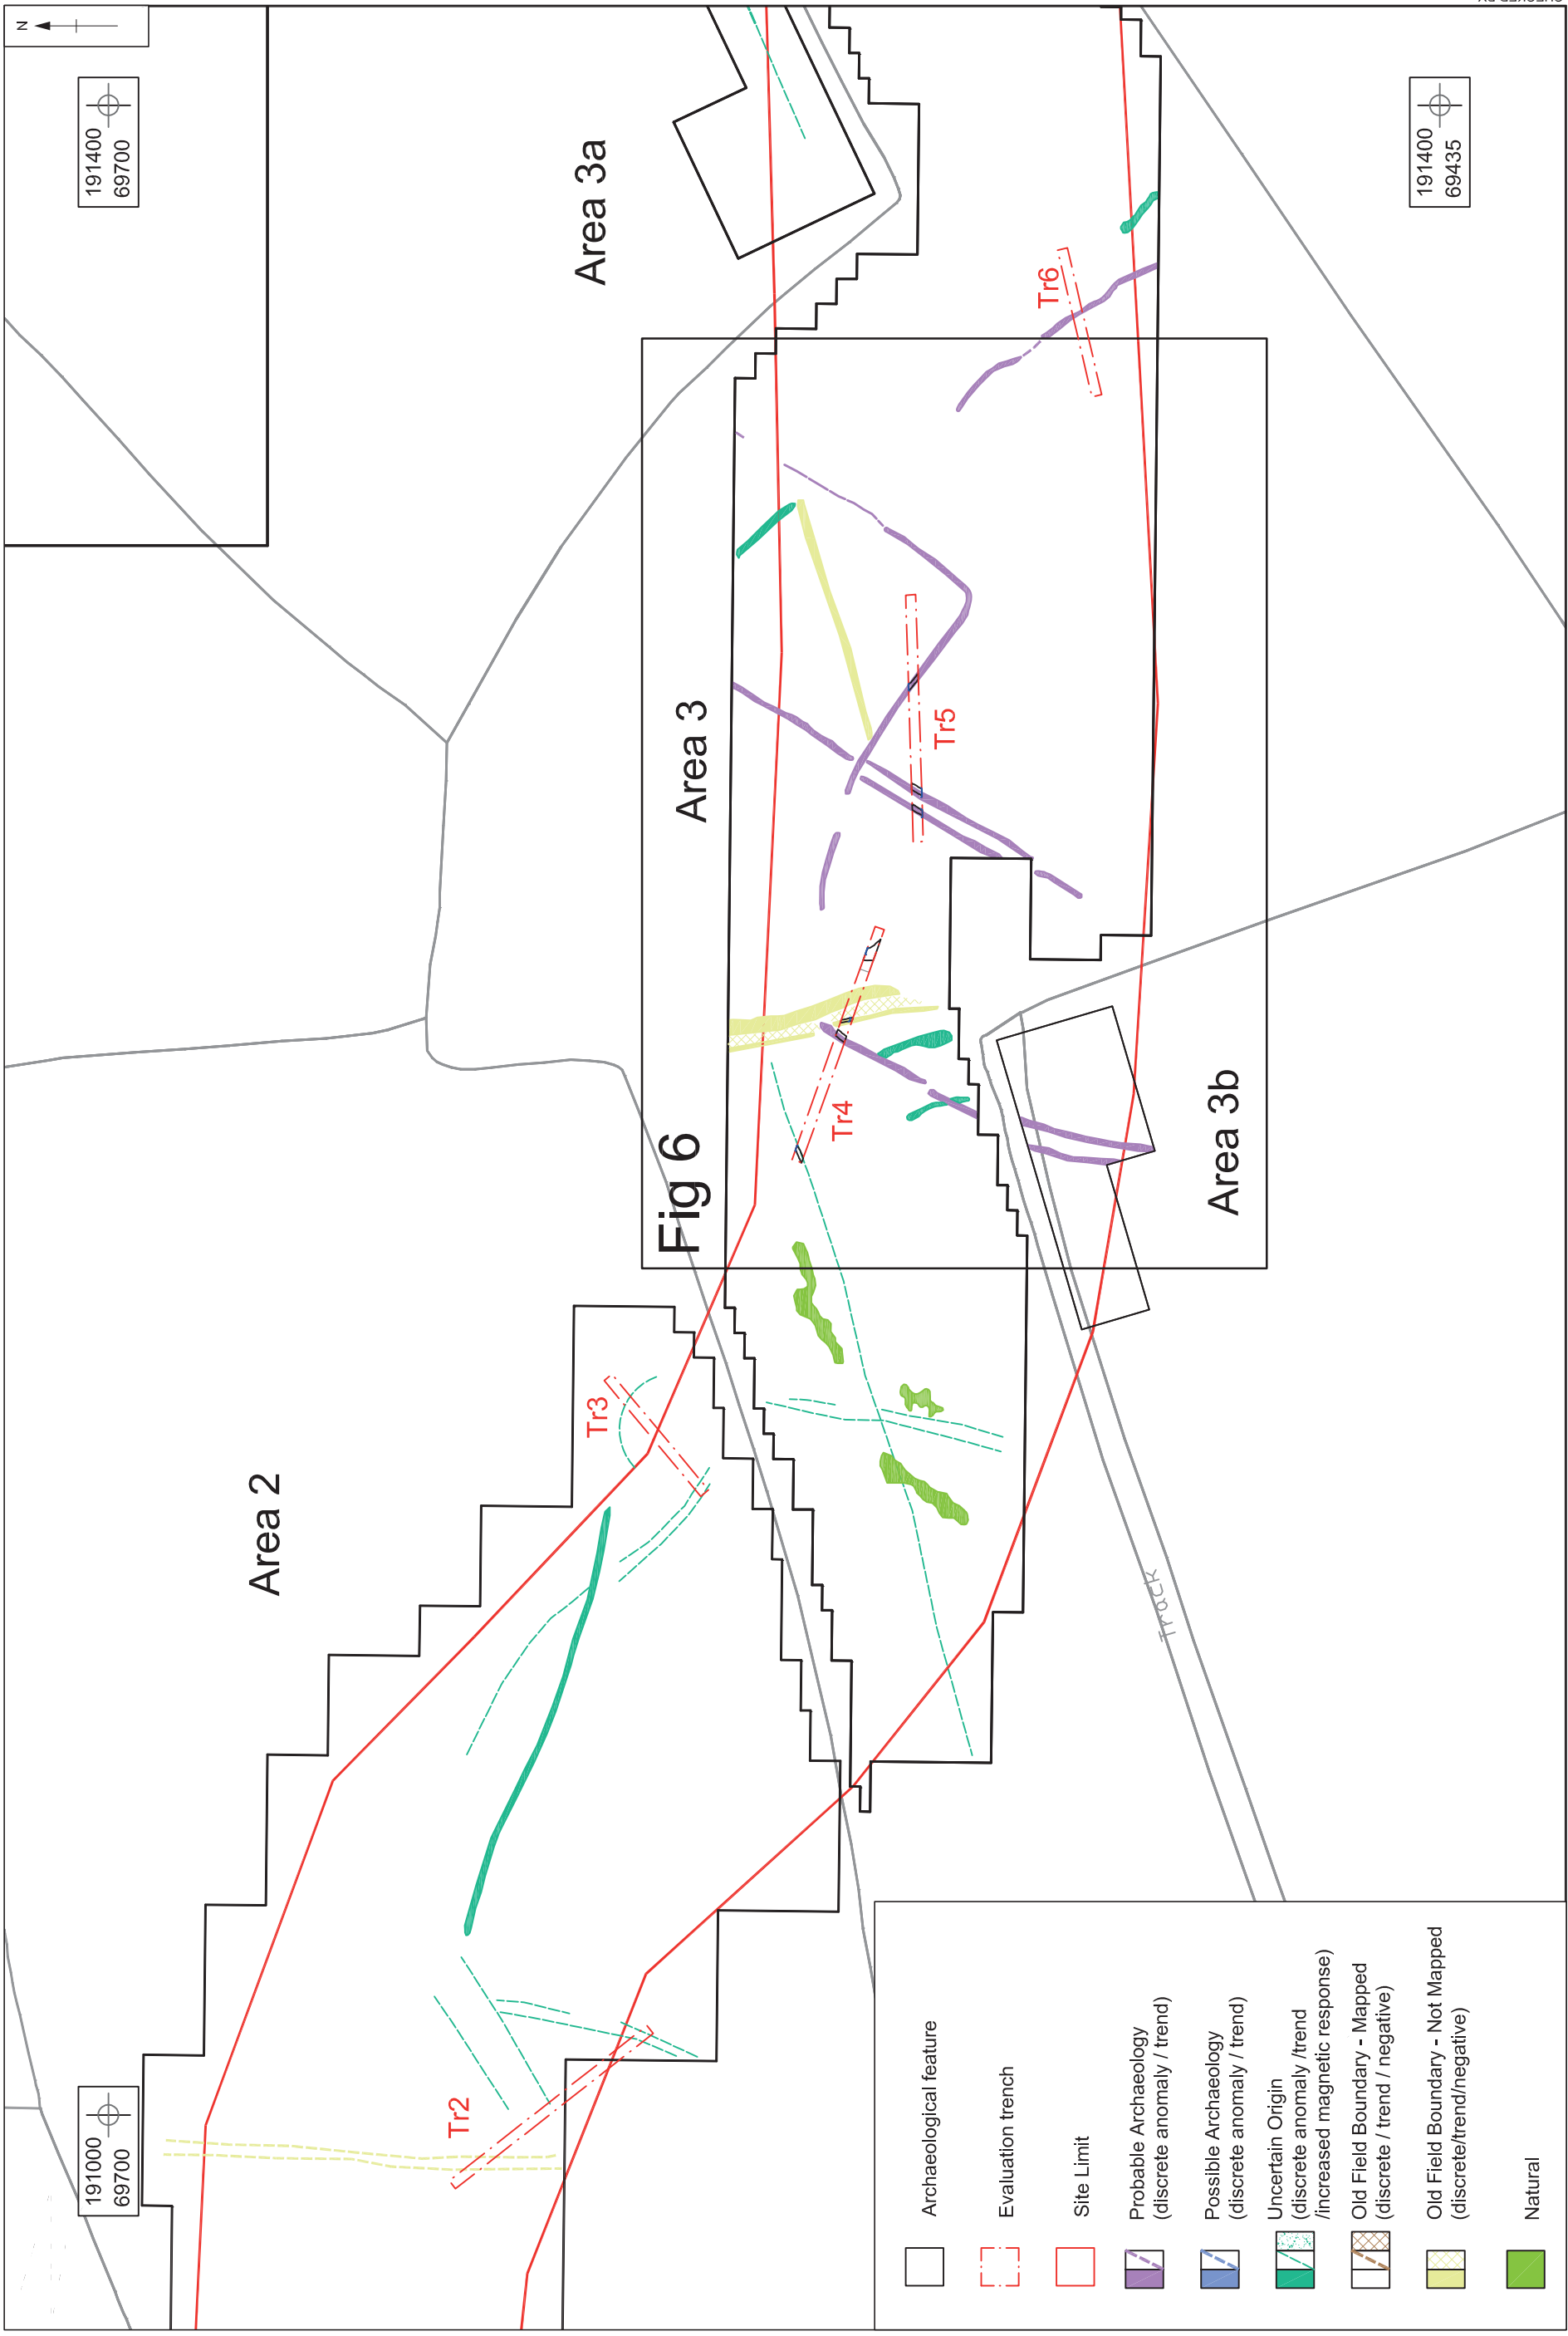 N
191400
69700
191400
69435
Area 3a
Tr6
Area 3
Tr5
Fig 6
Tr4
Area 3b
Area 2
Tr3
Track
Tr2
191000
69700
Archaeological feature
Evaluation trench
Site Limit
Probable Archaeology
(discrete anomaly / trend)
Possible Archaeology
(discrete anomaly / trend)
Uncertain Origin
(discrete anomaly /trend
/increased magnetic response)
Old Field Boundary - Mapped
(discrete / trend / negative)
Old Field Boundary - Not Mapped
(discrete/trend/negative)
Natural